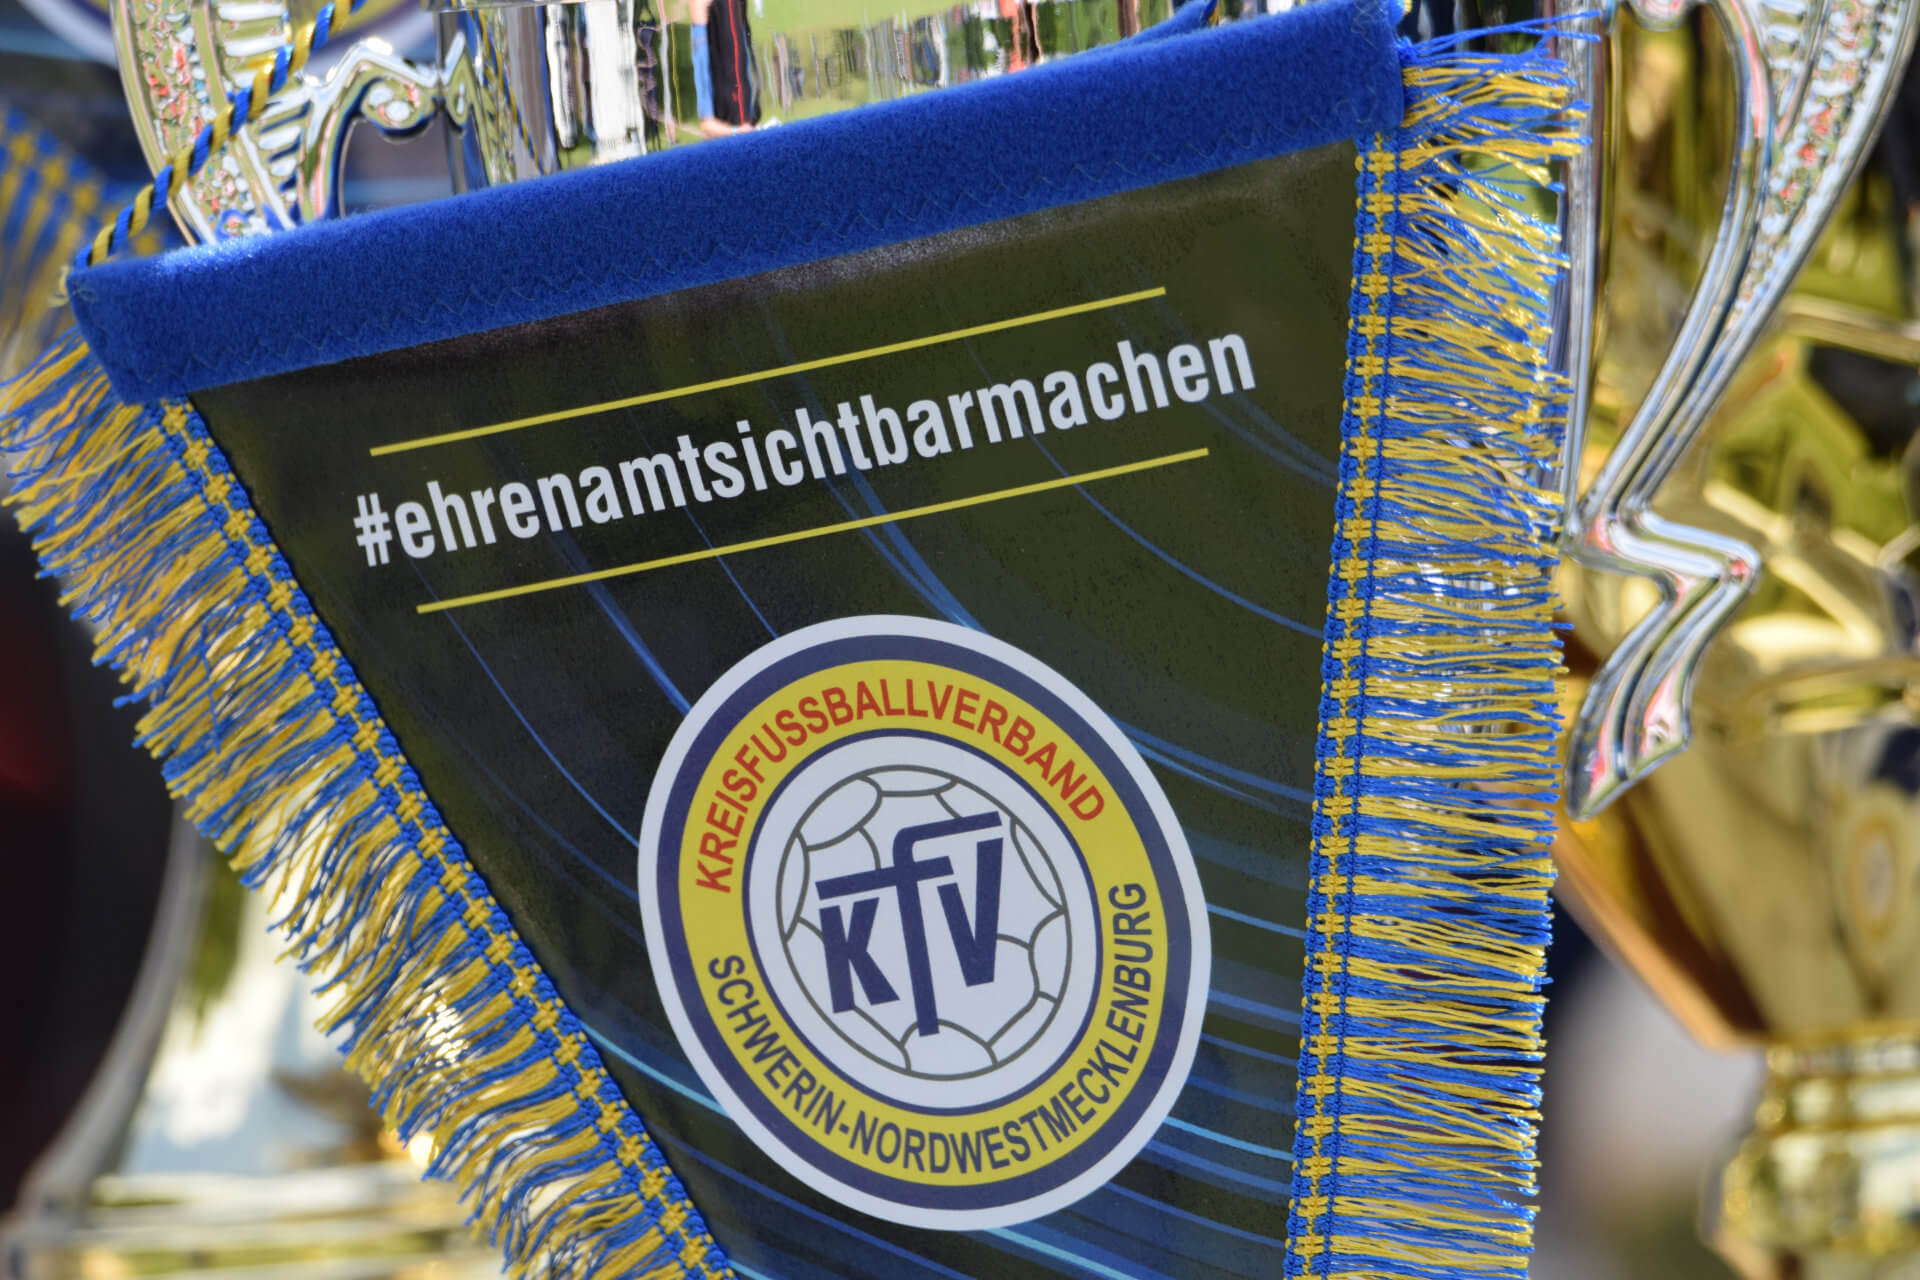 #ehrenamtsichtbarmachen
KREISFUSSBALLVERBAND
KfV
SCHWERIN-NORDWESTMECKLENBURG